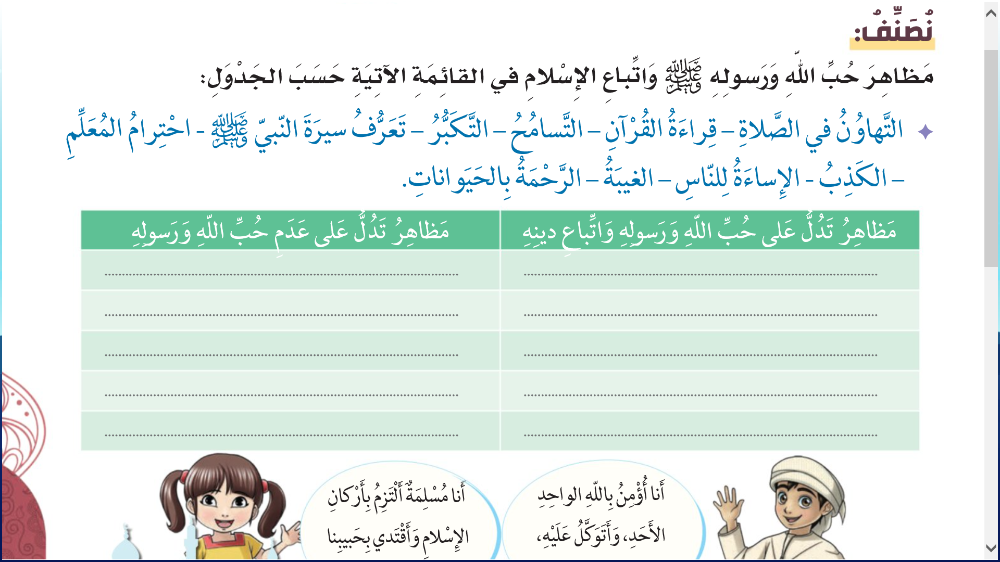 نُصَنِّفُ:
مَظاهِرَ حُبِّ اللّٰهِ وَرَسولِهِ ﷺ وَاتِّباعِ الإِسْلامِ في القائِمَةِ الآتِيَةِ حَسَبَ الجَدْوَلِ:
التَّهاوُنُ في الصَّلاةِ – قِراءَةُ القُرْآنِ – التَّسامُحُ – التَّكَبُّرُ – تَعَرُّفُ سيرَةَ النّبيّ ﷺ - احْتِرامُ المُعَلِّمِ
– الكَذِبُ - الإِساءَةُ لِلنّاسِ – الغيبَةُ – الرَّحْمَةُ بِالحَيَواناتِ.
مَظاهِرُ تَدُلُّ عَلى حُبِّ اللّهِ وَرَسولِهِ وَاتِّباعِ دينِهِ
مَظاهِرُ تَدُلُّ عَلى عَدَمِ حُبِّ اللّهِ وَرَسولِهِ
أَنا أُؤْمِنُ بِاللّهِ الواحِدِ
الأَحَدِ، وَأَتَوَكَّلُ عَلَيْهِ،
أَنا مُسْلِمَةٌ أَلْتَزِمُ بِأَرْكانِ
الإِسْلامِ وَأَقْتَدي بِحَبيبِنا